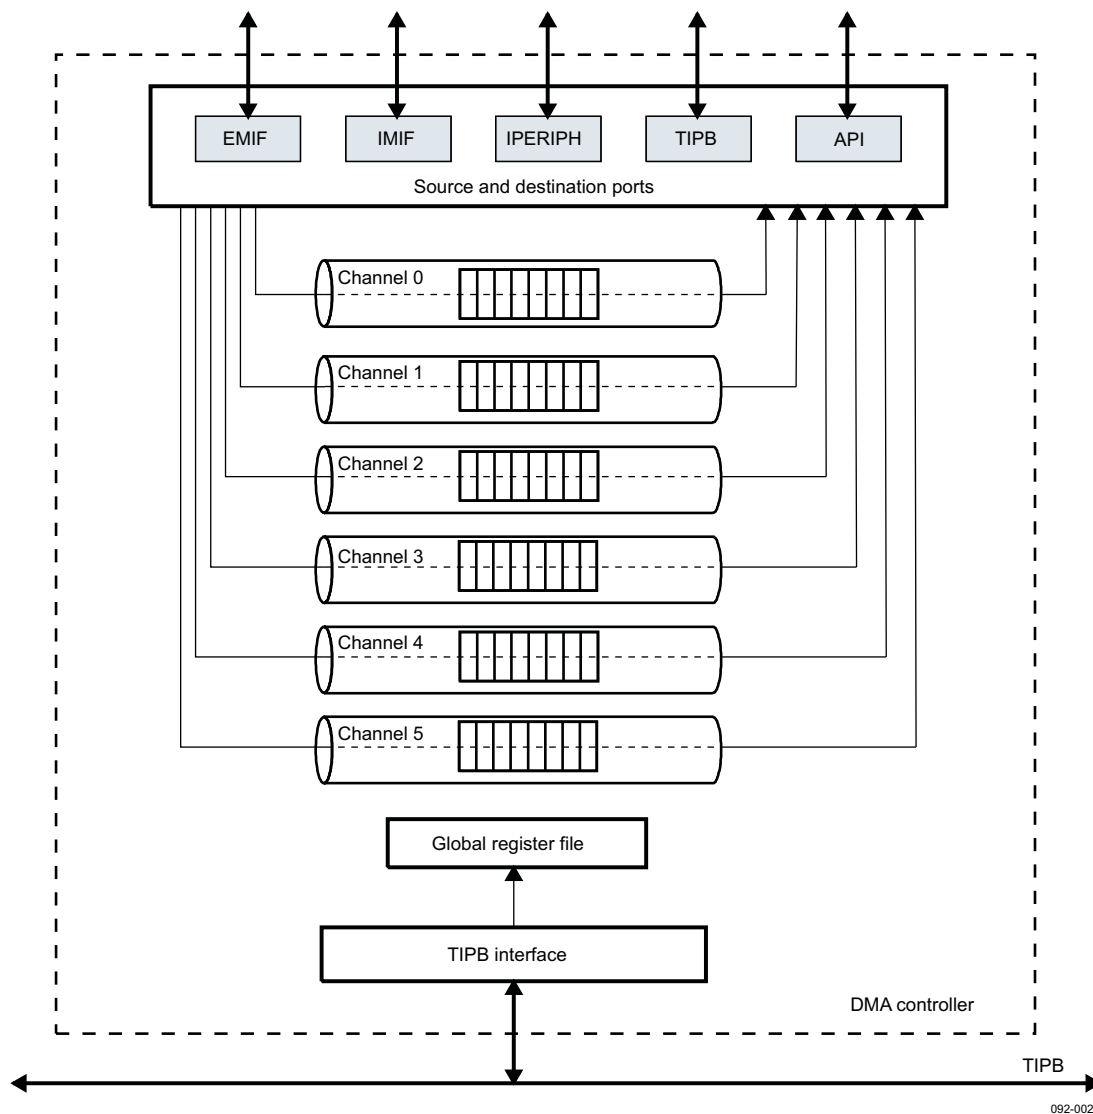 EMIF
IMIF
IPERIPH
TIPB
API
Source and destination ports
Channel 0
Channel 1
Channel 2
Channel 3
Channel 4
Channel 5
Global register file
TIPB interface
DMA controller
TIPB
092-002